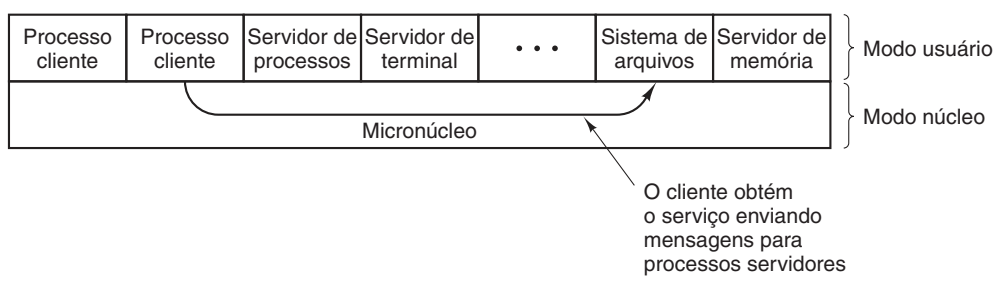 Processo
cliente
Processo
cliente
Servidor de
processos
Servidor de
terminal
• • •
Sistema de
arquivos
Servidor de
memória
Modo usuário
Micronúcleo
Modo núcleo
O cliente obtém
o serviço enviando
mensagens para
processos servidores